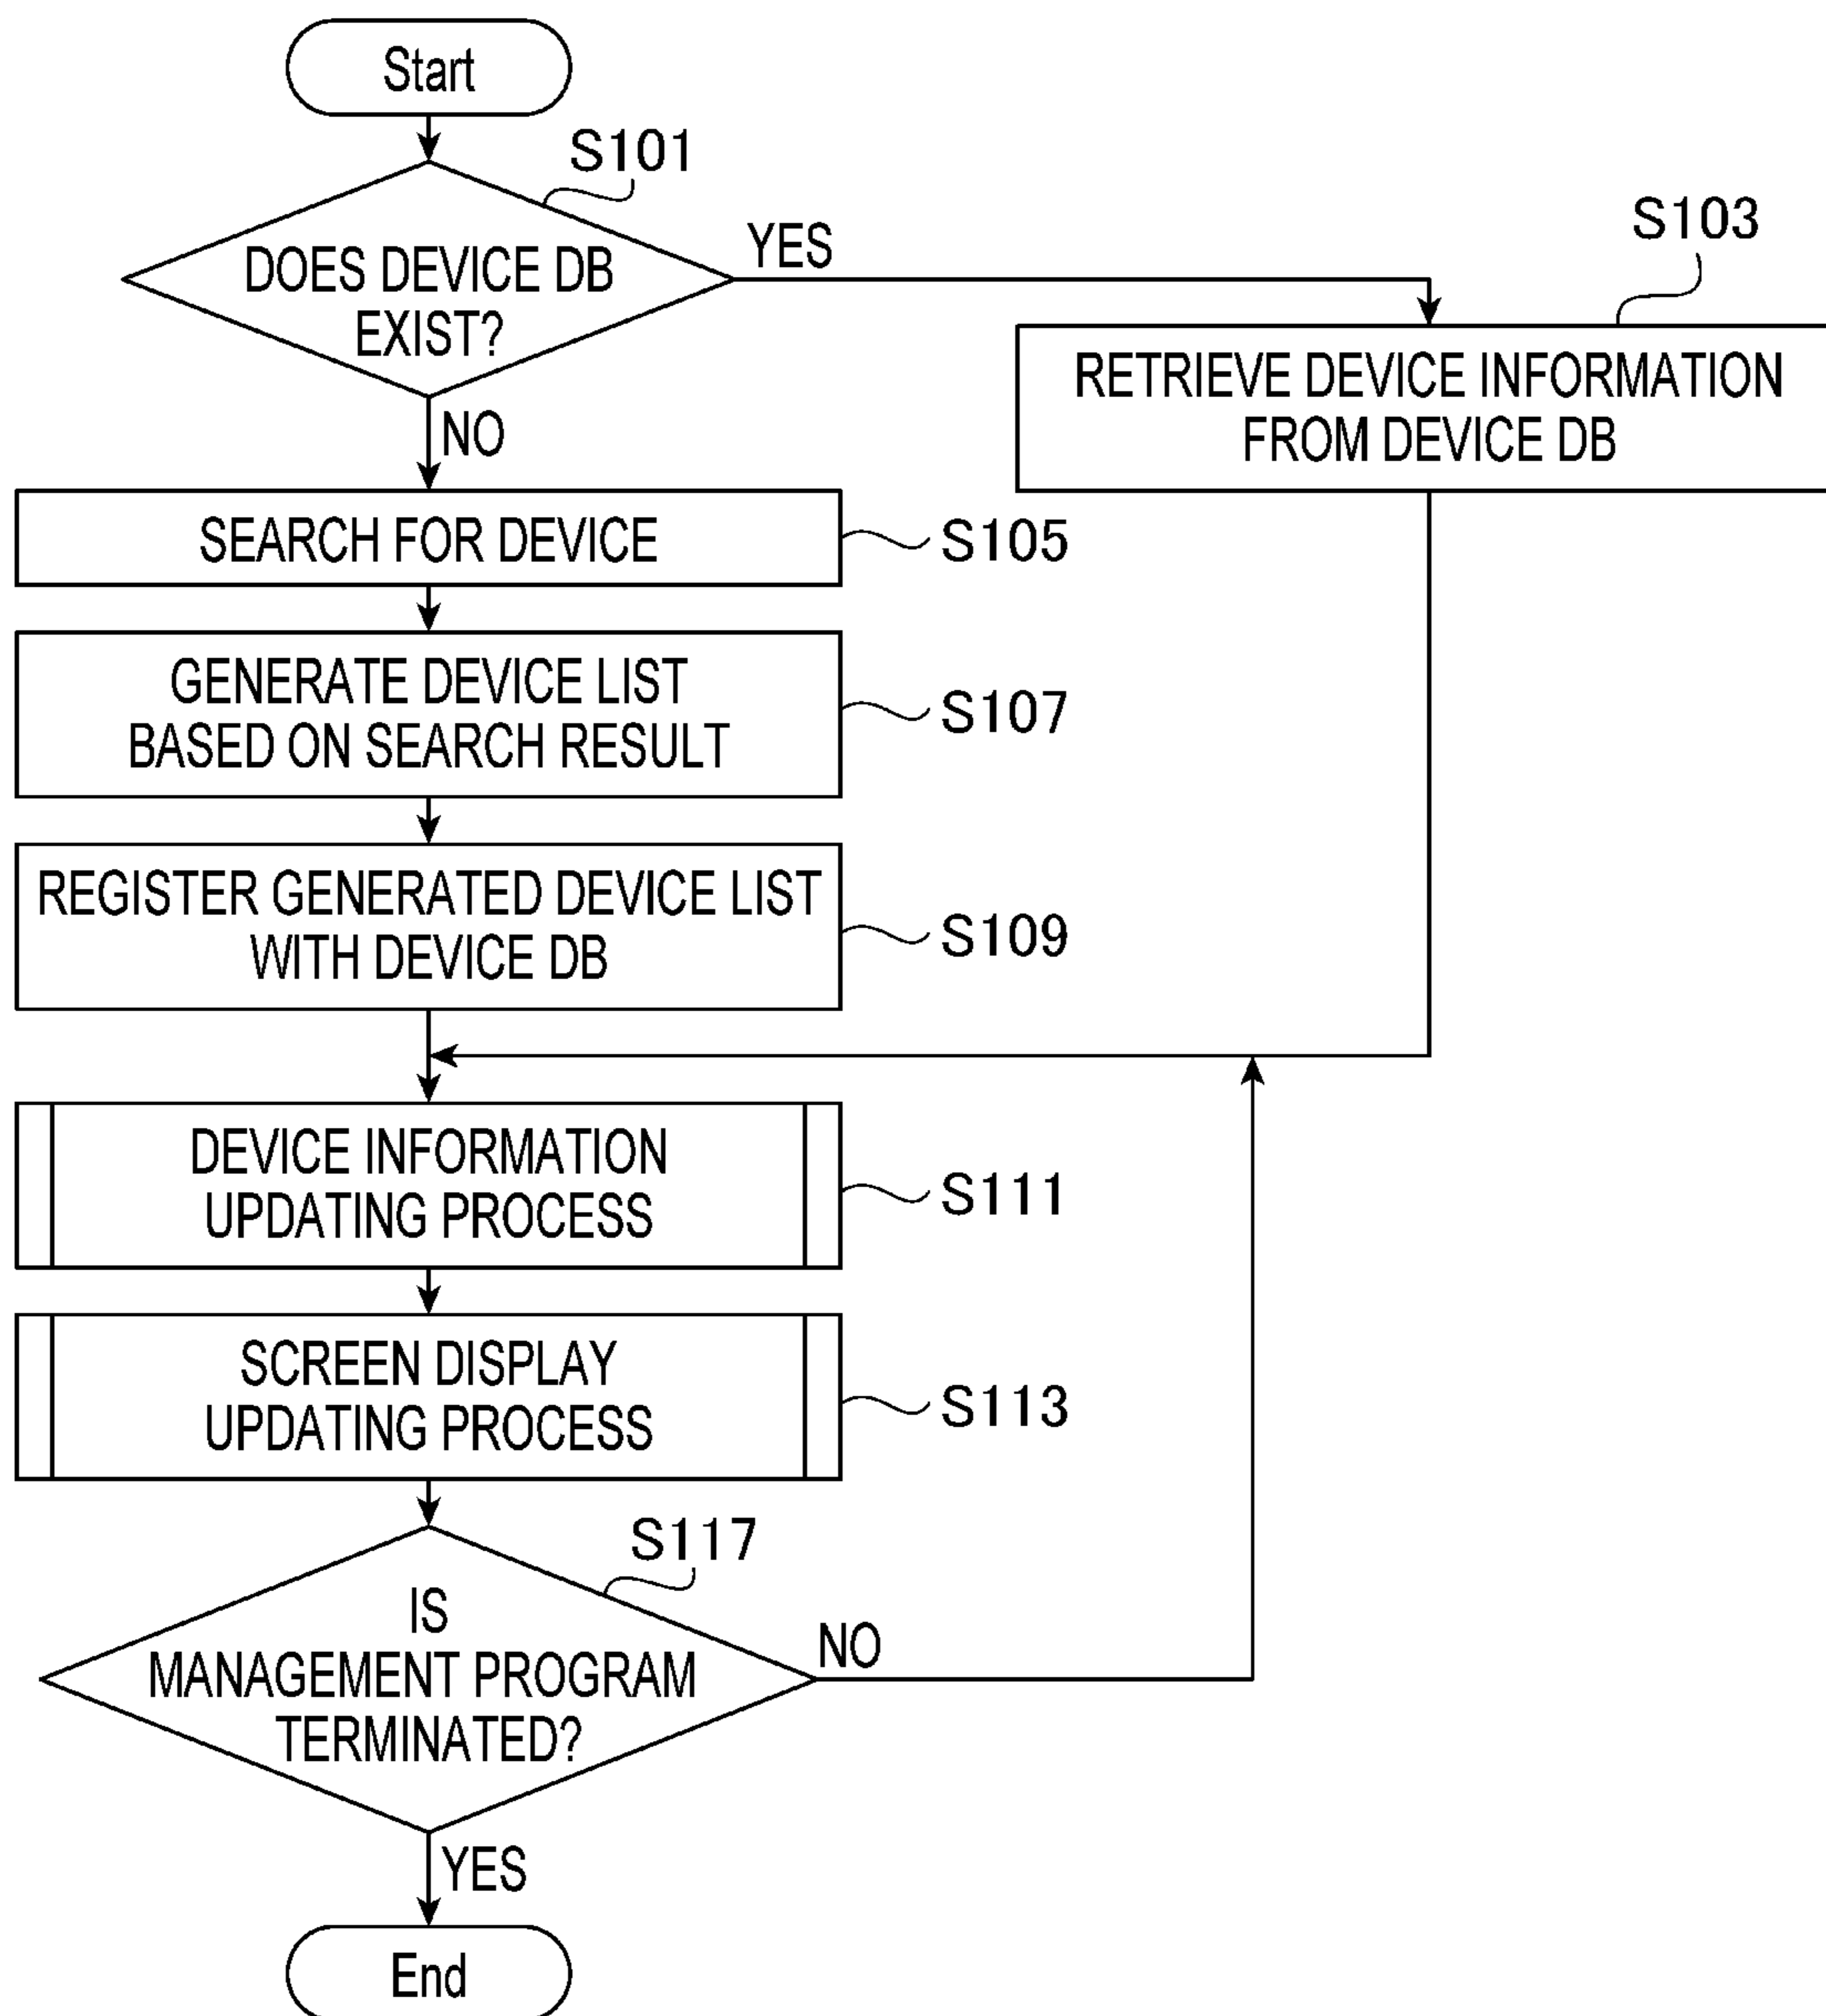 Start
S101
DOES DEVICE DB
EXIST?
YES
S103
RETRIEVE DEVICE INFORMATION
FROM DEVICE DB
NO
SEARCH FOR DEVICE
S105
GENERATE DEVICE LIST
BASED ON SEARCH RESULT
S107
REGISTER GENERATED DEVICE LIST
WITH DEVICE DB
S109
DEVICE INFORMATION
UPDATING PROCESS
S111
SCREEN DISPLAY
UPDATING PROCESS
S113
S117
IS
MANAGEMENT PROGRAM
TERMINATED?
NO
YES
End